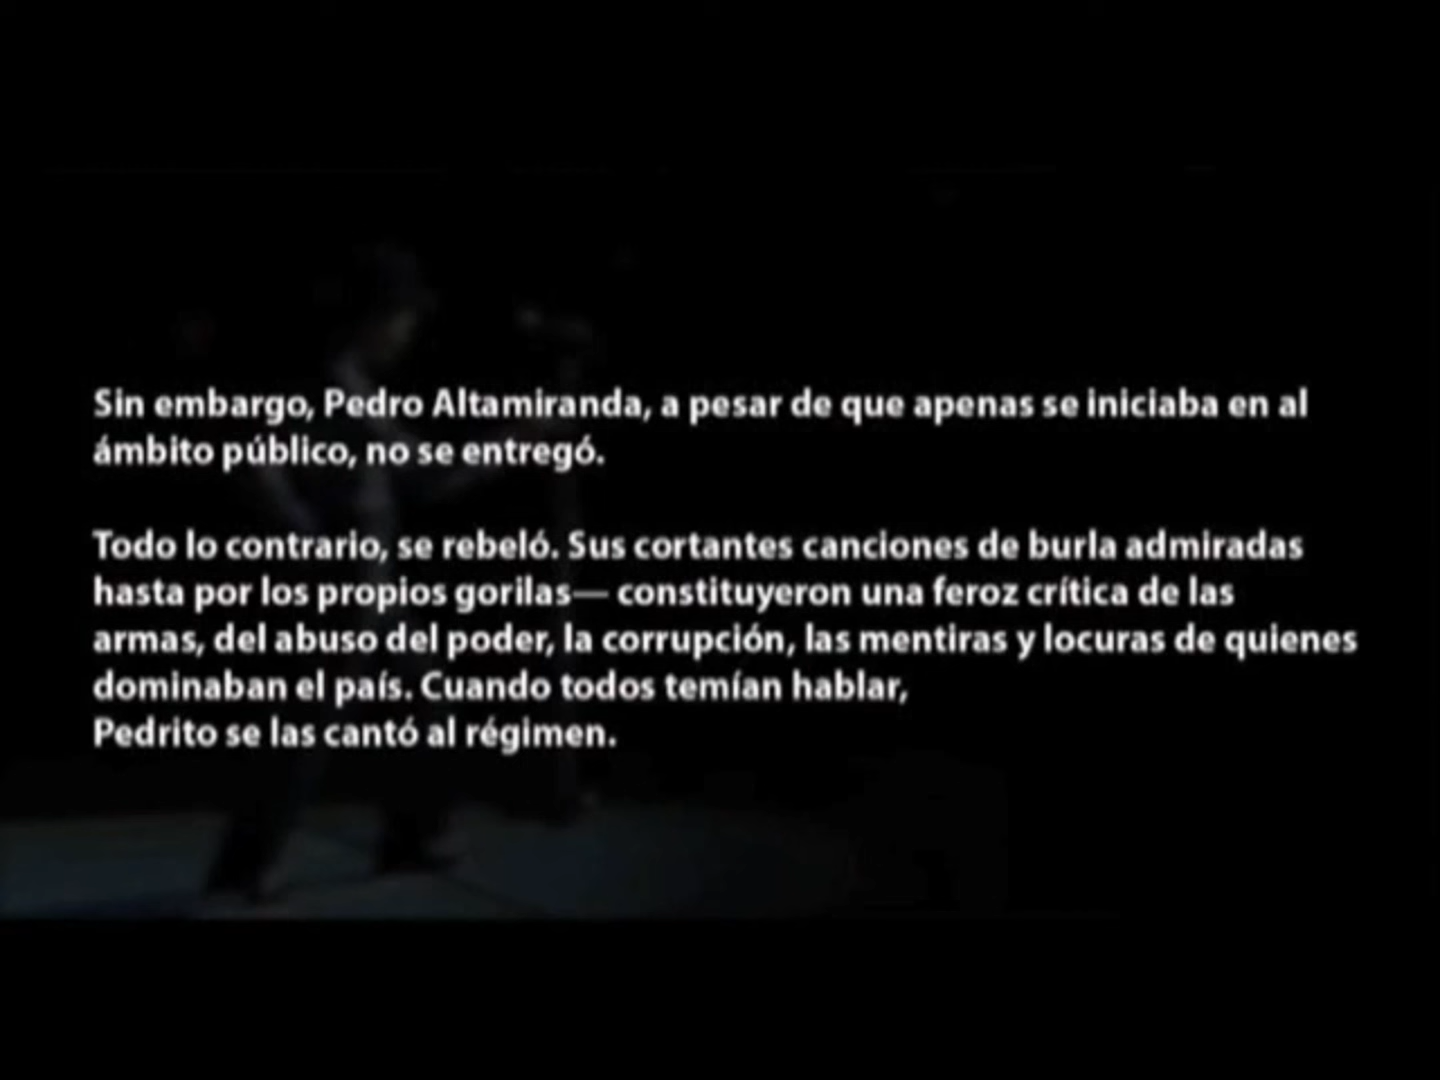 Sin embargo, Pedro Altamiranda, a pesar de que apenas se iniciaba en al
ámbito público, no se entregó.
Todo lo contrario, se rebeló. Sus cortantes canciones de burla admiradas
hasta por los propios gorilas— constituyeron una feroz crítica de las
armas, del abuso del poder, la corrupción, las mentiras y locuras de quienes
dominaban el país. Cuando todos temían hablar,
Pedrito se las cantó al régimen.